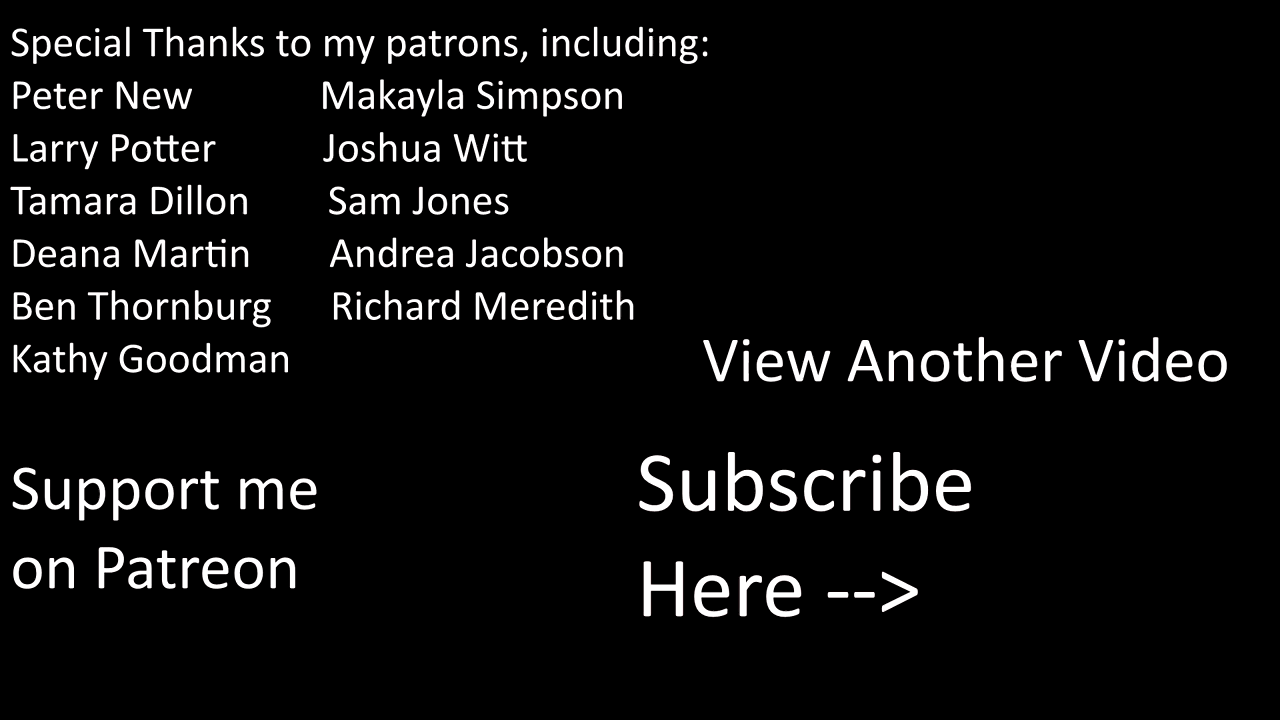 Special Thanks to my patrons, including:
Peter New Makayla Simpson
Larry Potter Joshua Witt
Tamara Dillon Sam Jones
Deana Martin Andrea Jacobson
Ben Thornburg Richard Meredith
Kathy Goodman
View Another Video
Support me
on Patreon
Subscribe
Here -->